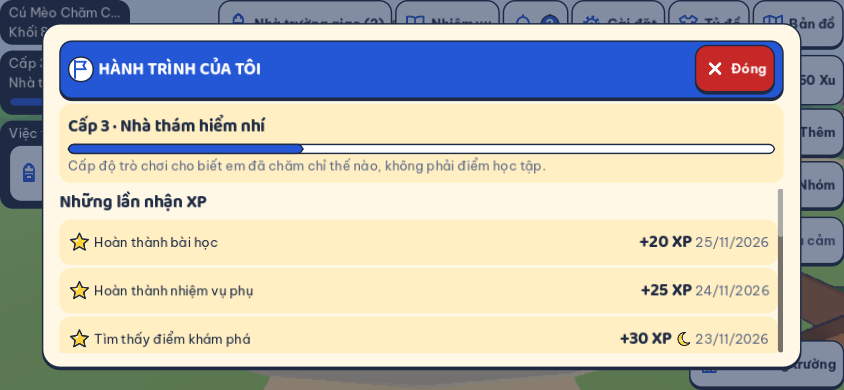 Cú Mèo Chăm C...
Khối 8
Nhà trường giao (2)
Nhiệm vụ
Cài đặt
Tủ đồ
Bản đồ
HÀNH TRÌNH CỦA TÔI
Đóng
Cấp 3
Nhà t
50 Xu
Cấp 3 · Nhà thám hiểm nhí
Cấp độ trò chơi cho biết em đã chăm chỉ thế nào, không phải điểm học tập.
Việc
Thêm
Nhóm
Những lần nhận XP
Hoàn thành bài học
+20 XP 25/11/2026
cảm
Hoàn thành nhiệm vụ phụ
+25 XP 24/11/2026
Tìm thấy điểm khám phá
+30 XP 23/11/2026
trường